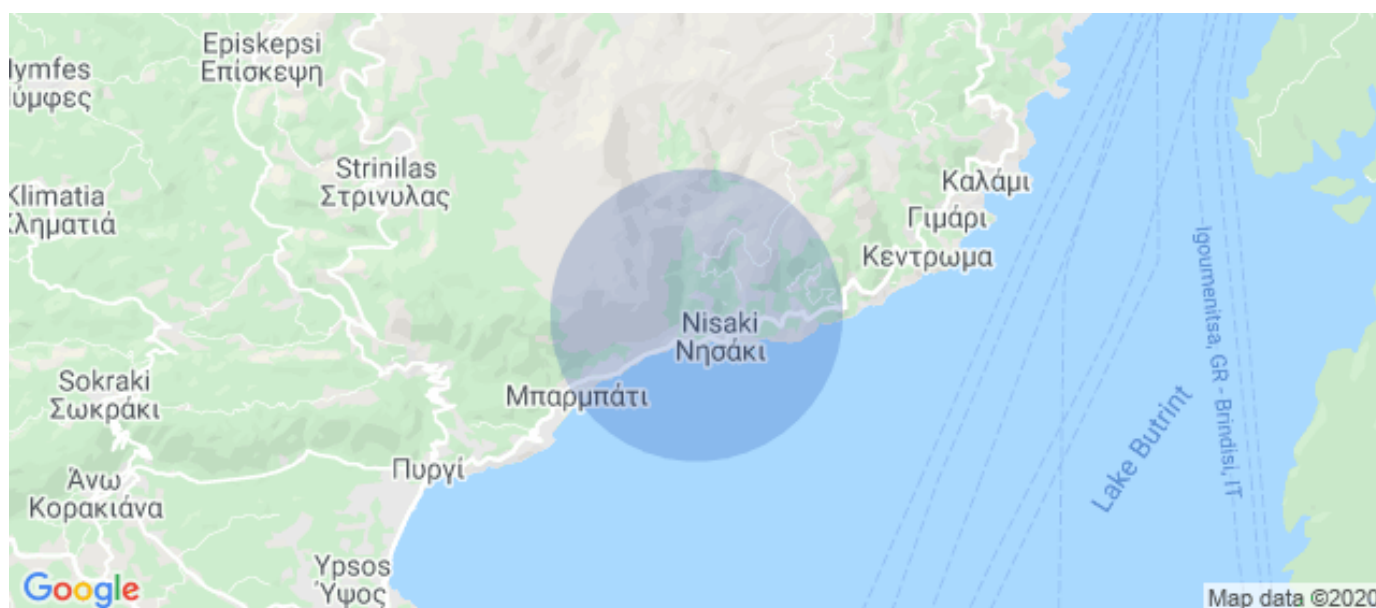 Episkepsi
Επίσκεψη
Strinilas
Στρινυλας
Klimatia
Καλάμι
Γιμάρι
Κεντρωμα
Nisaki
Νησάκι
Μπαρμπάτι
Sokraki
Σωκράκι
Πυργί
Άνω
Κορακιάνα
Ypsos
Ύψος
Lake Butrint
Igoumenitsa, GR - Brindisi, IT
Google
Map data ©2020